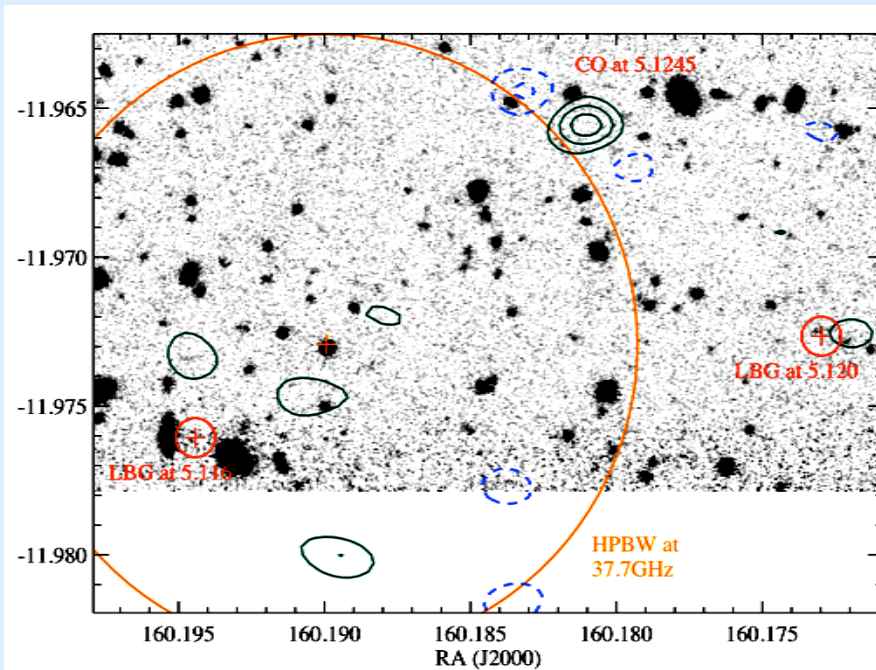 CO at 5.1245
-11.965
-11.970
LBG at 5.120
-11.975
LBG at 5.116
HPBW at
37.7GHz
-11.980
160.195 160.190 160.185 160.180 160.175
RA (J2000)